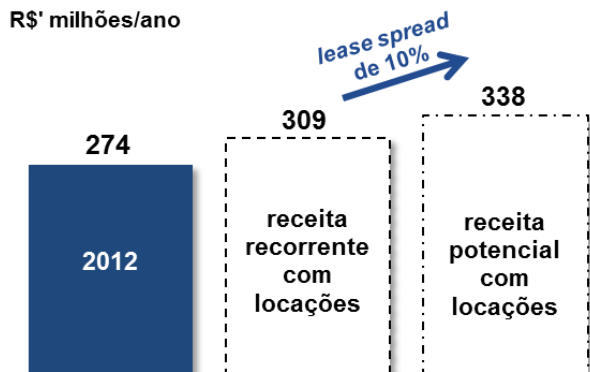 R$' milhões/ano
lease spread
de 10%
274
309
338
2012
receita
recorrente
com
locações
receita
potencial
com
locações